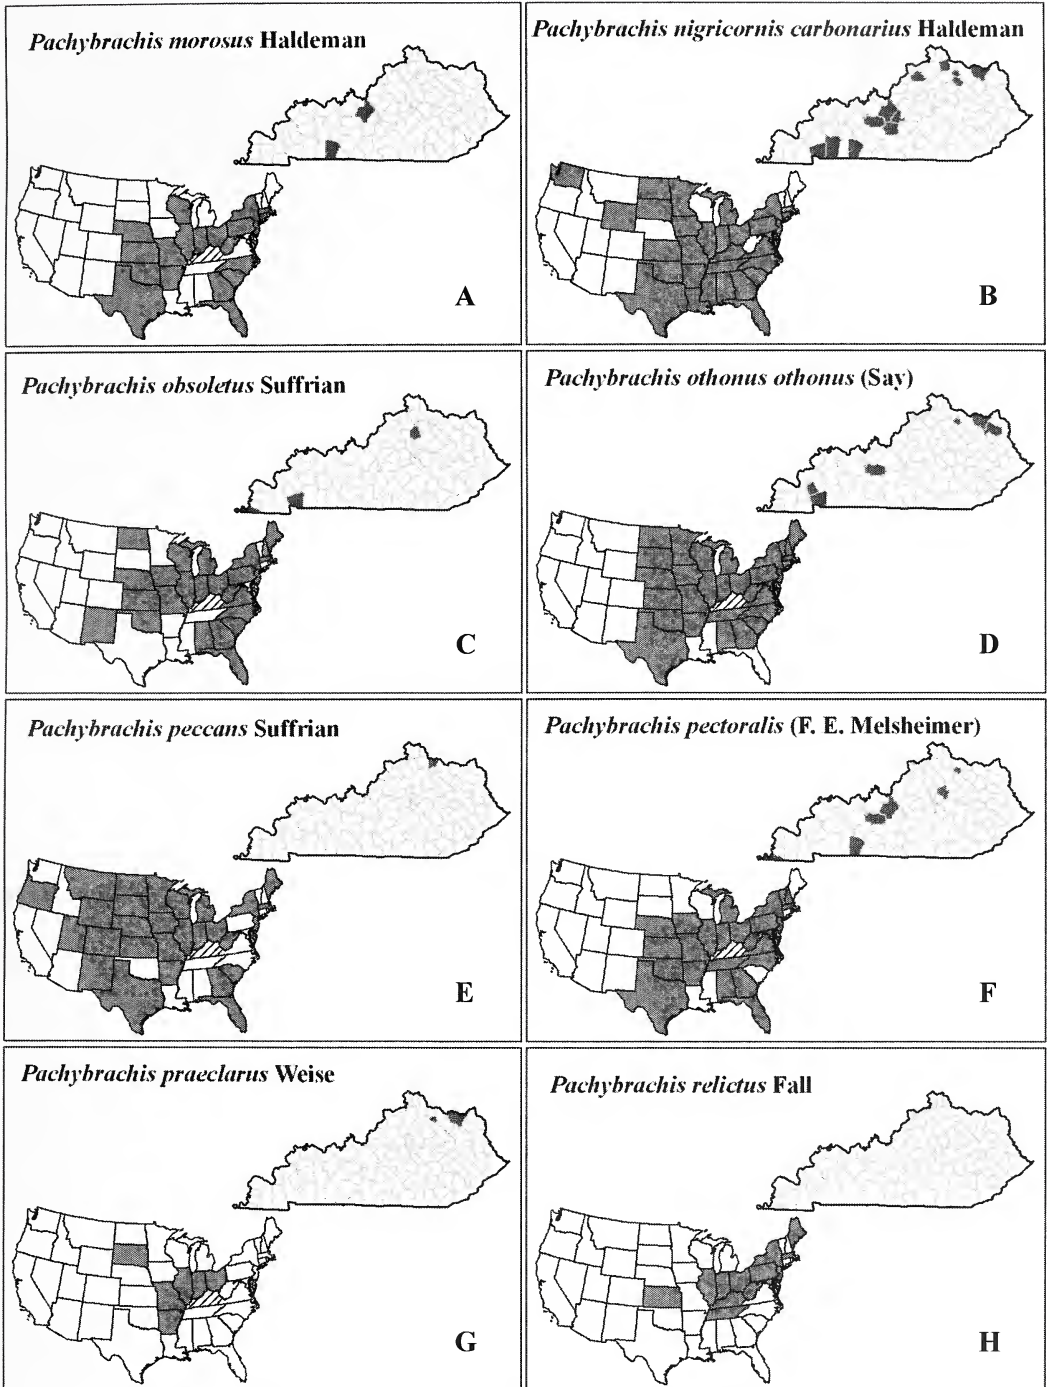 Pachybrachis morosus Haldeman
A
Pachybrachis nigricornis carbonarius Haldeman
B
Pachybrachis obsoletus Suffrian
C
Pachybrachis othonus othonus (Say)
D
Pachybrachis peccans Suffrian
E
Pachybrachis pectoralis (F. E. Melsheimer)
F
Pachybrachis praeclarus Weise
G
Pachybrachis relictus Fall
H